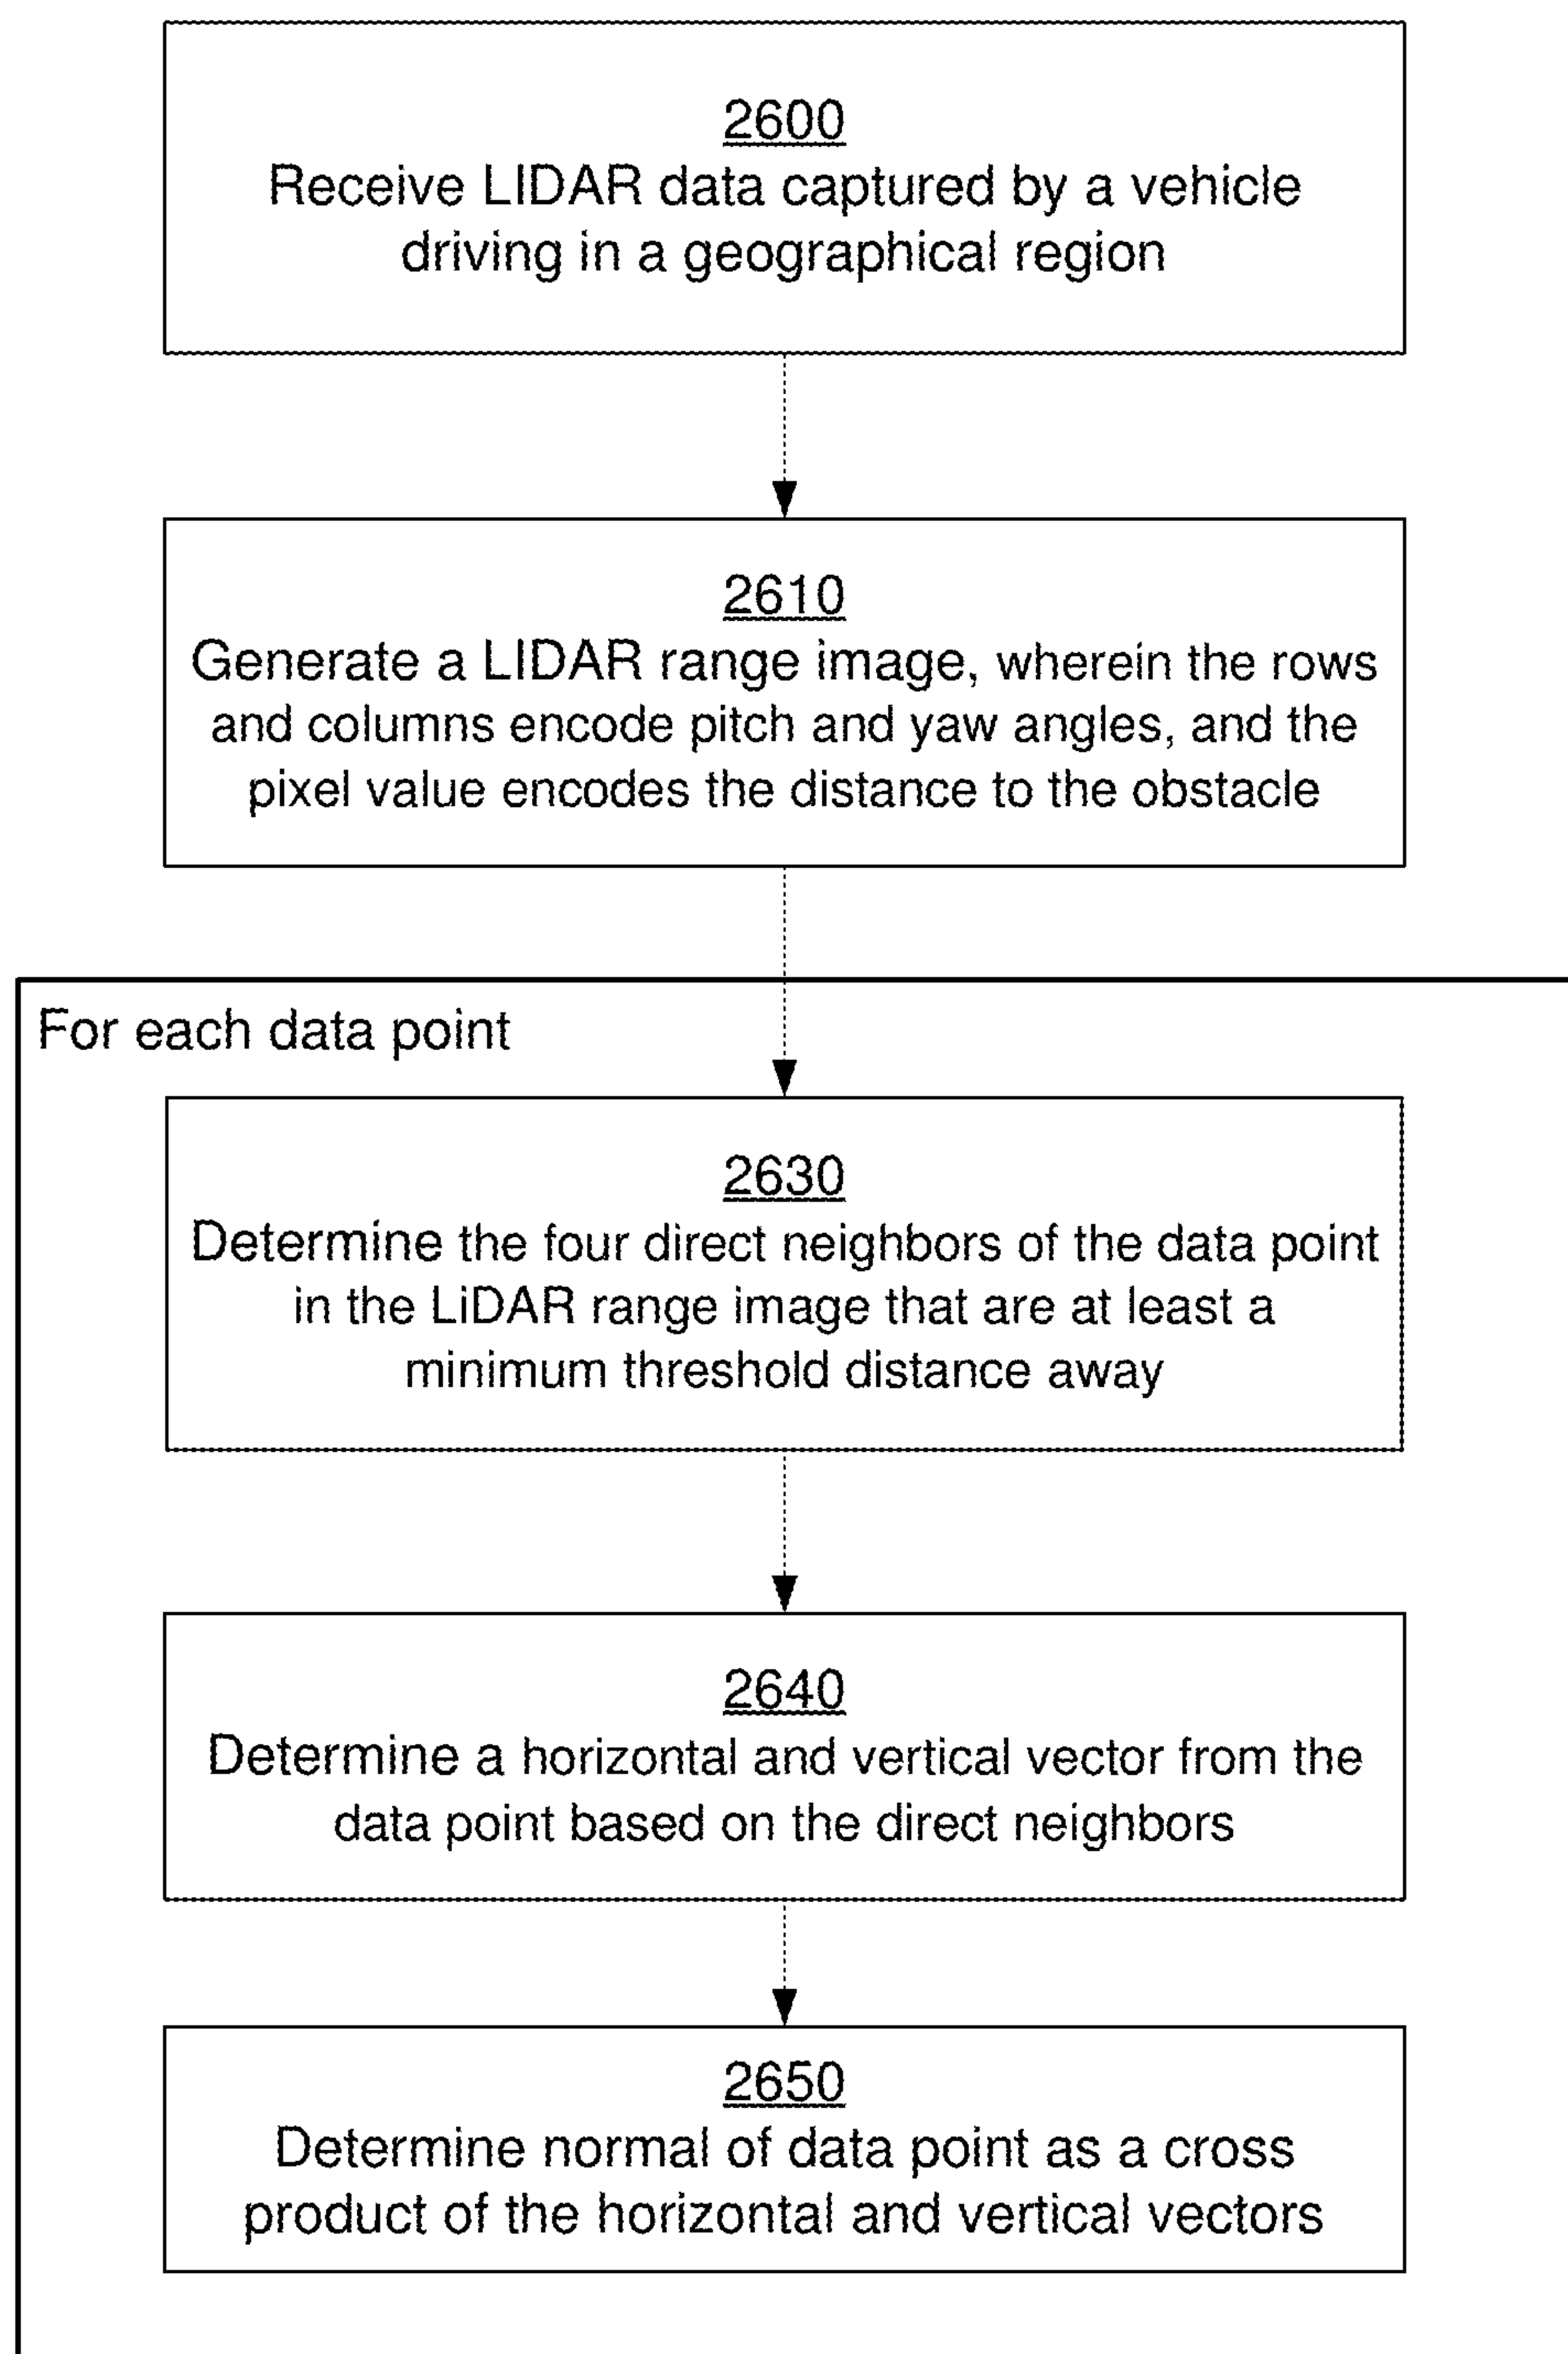 2600
Receive LIDAR data captured by a vehicle
driving in a geographical region
2610
Generate a LIDAR range image, wherein the rows
and columns encode pitch and yaw angles, and the
pixel value encodes the distance to the obstacle
For each data point
2630
Determine the four direct neighbors of the data point
in the LiDAR range image that are at least a
minimum threshold distance away
2640
Determine a horizontal and vertical vector from the
data point based on the direct neighbors
2650
Determine normal of data point as a cross
product of the horizontal and vertical vectors